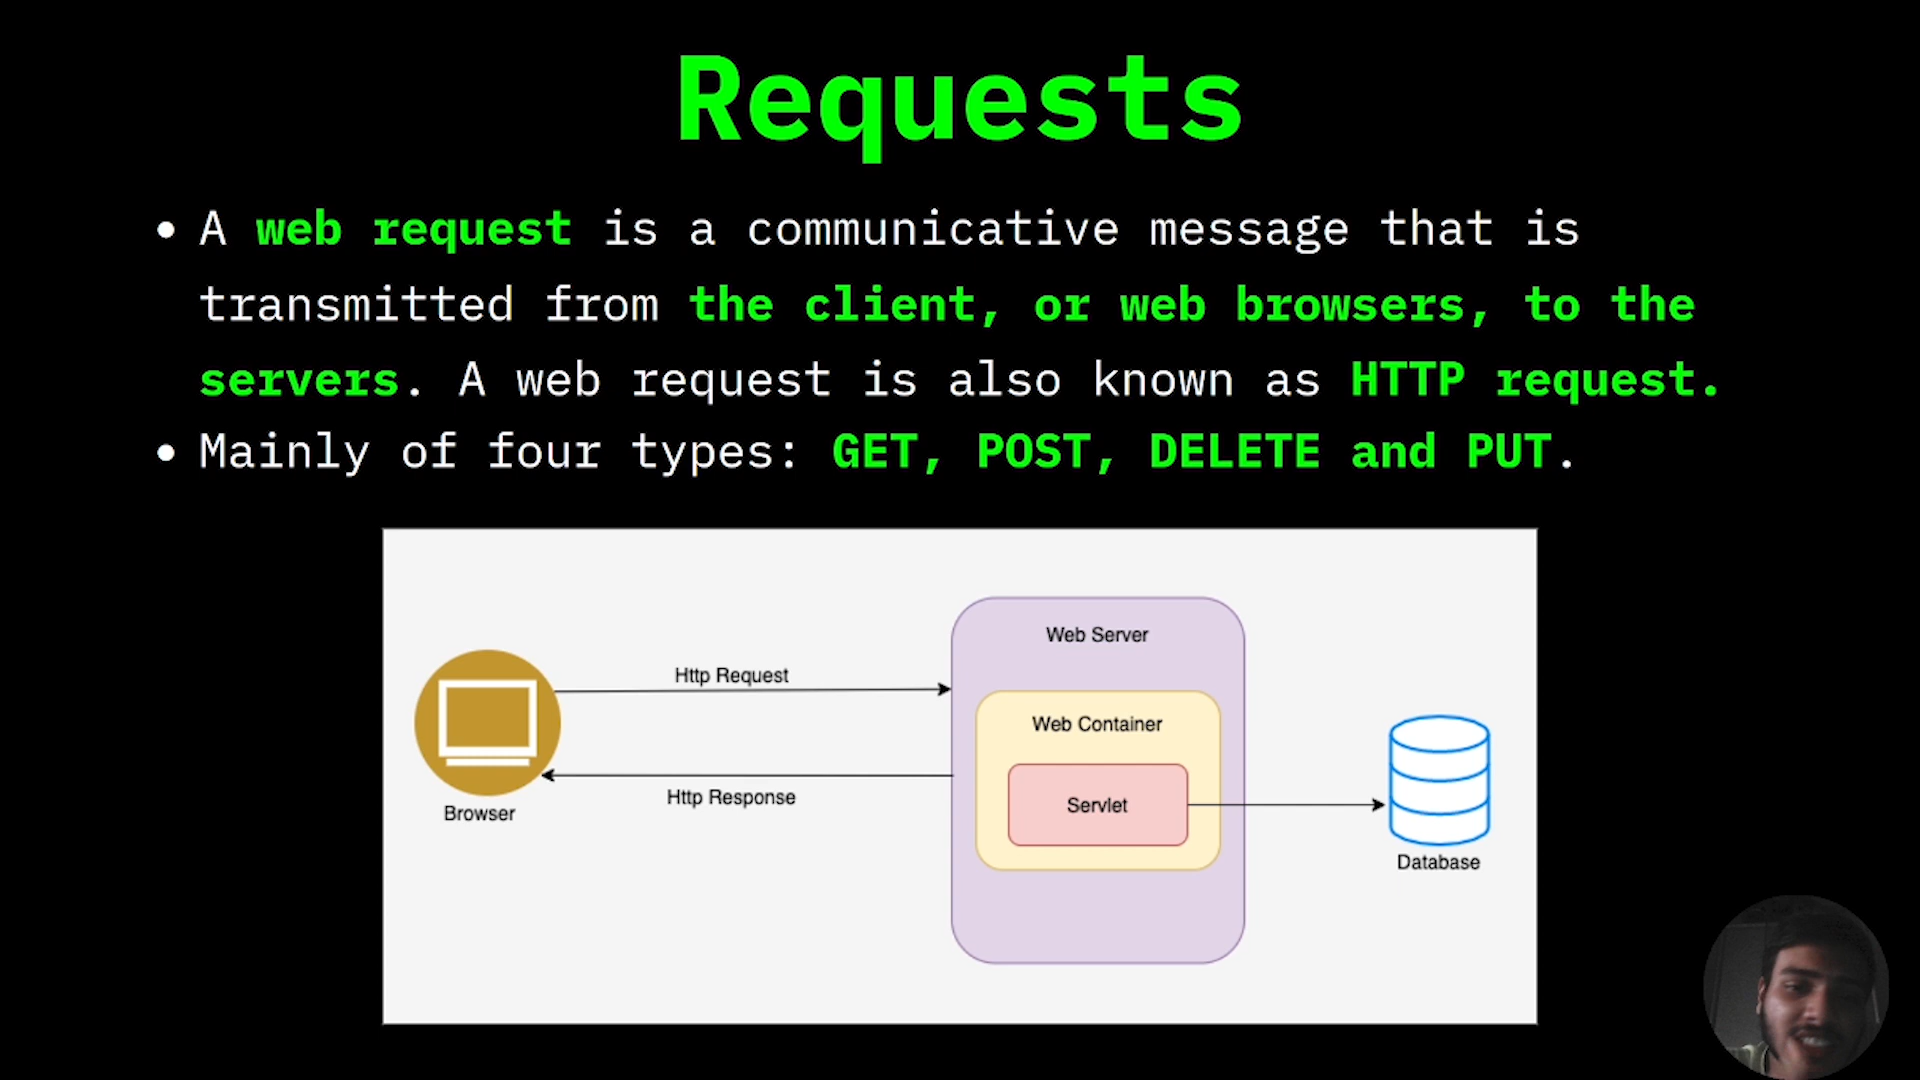 Requests
• A web request is a communicative message that is
transmitted from the client, or web browsers, to the
servers. A web request is also known as HTTP request.
• Mainly of four types: GET, POST, DELETE and PUT.
Web Server
Http Request
Web Container
Servlet
Http Response
Browser
Database